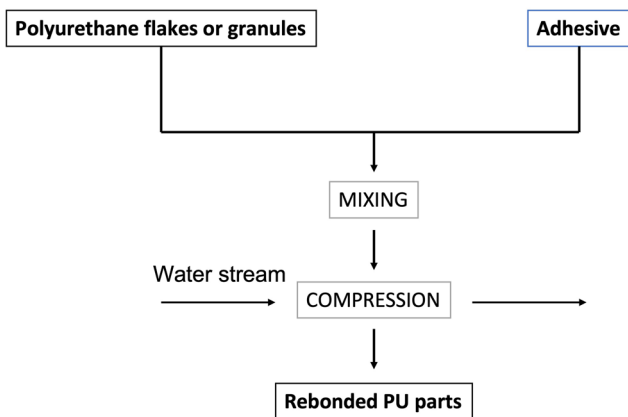 Polyurethane flakes or granules
Adhesive
MIXING
Water stream
COMPRESSION
Rebonded PU parts